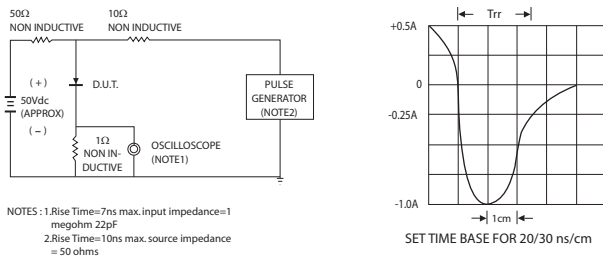 50Ω
NON INDUCTIVE
10Ω
NON INDUCTIVE
(+)
50Vdc
(APPROX)
(−)
D.U.T.
1Ω
NON IN-
DUCTIVE
OSCILLOSCOPE
(NOTE1)
PULSE
GENERATOR
(NOTE2)
NOTES : 1.Rise Time=7ns max. input impedance=1
megohm 22pF
2.Rise Time=10ns max. source impedance
= 50 ohms
Trr
+0.5A
0
-0.25A
-1.0A
1cm
SET TIME BASE FOR 20/30 ns/cm